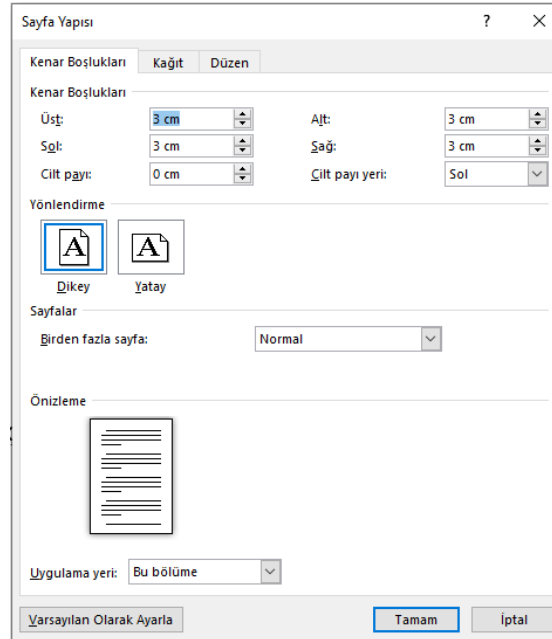 Sayfa Yapısı ?
Kenar Boşlukları Kağıt Düzen
Kenar Boşlukları
Üst: 3 cm Alt: 3 cm
Sol: 3 cm Sağ: 3 cm
Cilt payı: 0 cm Cilt payı yeri: Sol
Yönlendirme
A A
Dikey Yatay
Sayfalar
Birden fazla sayfa: Normal
Önizleme
Uygulama yeri: Bu bölüme
Varsayılan Olarak Ayarla Tamam İptal